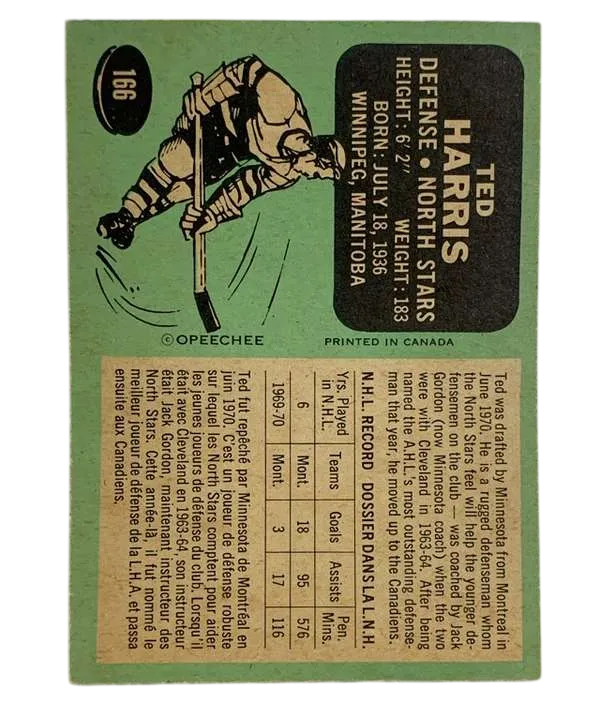 166
TED
HARRIS
DEFENSE • NORTH STARS
HEIGHT: 6' 2" WEIGHT: 183
BORN: JULY 18, 1936
WINNIPEG, MANITOBA
© OPEECHEE
PRINTED IN CANADA
Ted was drafted by Minnesota from Montreal in
June 1970. He is a rugged defenseman whom
the North Stars feel will help the younger de-
fensemen on the club — was coached by Jack
Gordon (now Minnesota coach) when the two
were with Cleveland in 1963-64. After being
named the A.H.L.'s most outstanding defense-
man that year, he moved up to the Canadiens.
N.H.L. RECORD DOSSIER DANS LA L.N.H.
Yrs. Played in N.H.L. Teams Goals Assists Pen. Mins.
6 Mont. 18 95 576
1969-70 Mont. 3 17 116
Ted fut repêché par Minnesota de Montréal en
juin 1970. C'est un joueur de défense robuste
sur lequel les North Stars comptent pour aider
les jeunes joueurs de défense du club. Lorsqu'il
était avec Cleveland en 1963-64, son instructeur
était Jack Gordon, maintenant instructeur des
North Stars. Cette année-là, il fut nommé le
meilleur joueur de défense de la L.H.A. et passa
ensuite aux Canadiens.